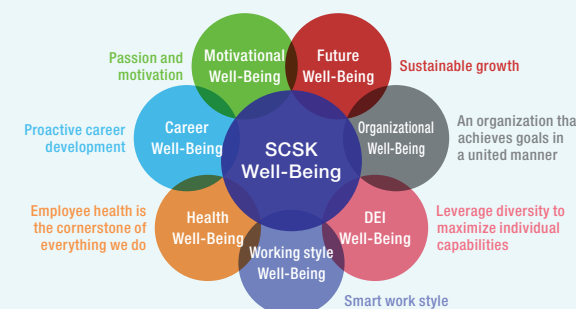 Passion and
motivation
Motivational
Well-Being
Future
Well-Being
Sustainable growth
Proactive career
development
Career
Well-Being
SCSK
Well-Being
Organizational
Well-Being
An organization tha
achieves goals in
a united manner
Employee health is
the cornerstone of
everything we do
Health
Well-Being
Working style
Well-Being
DEI
Well-Being
Leverage diversity to
maximize individual
capabilities
Smart work style